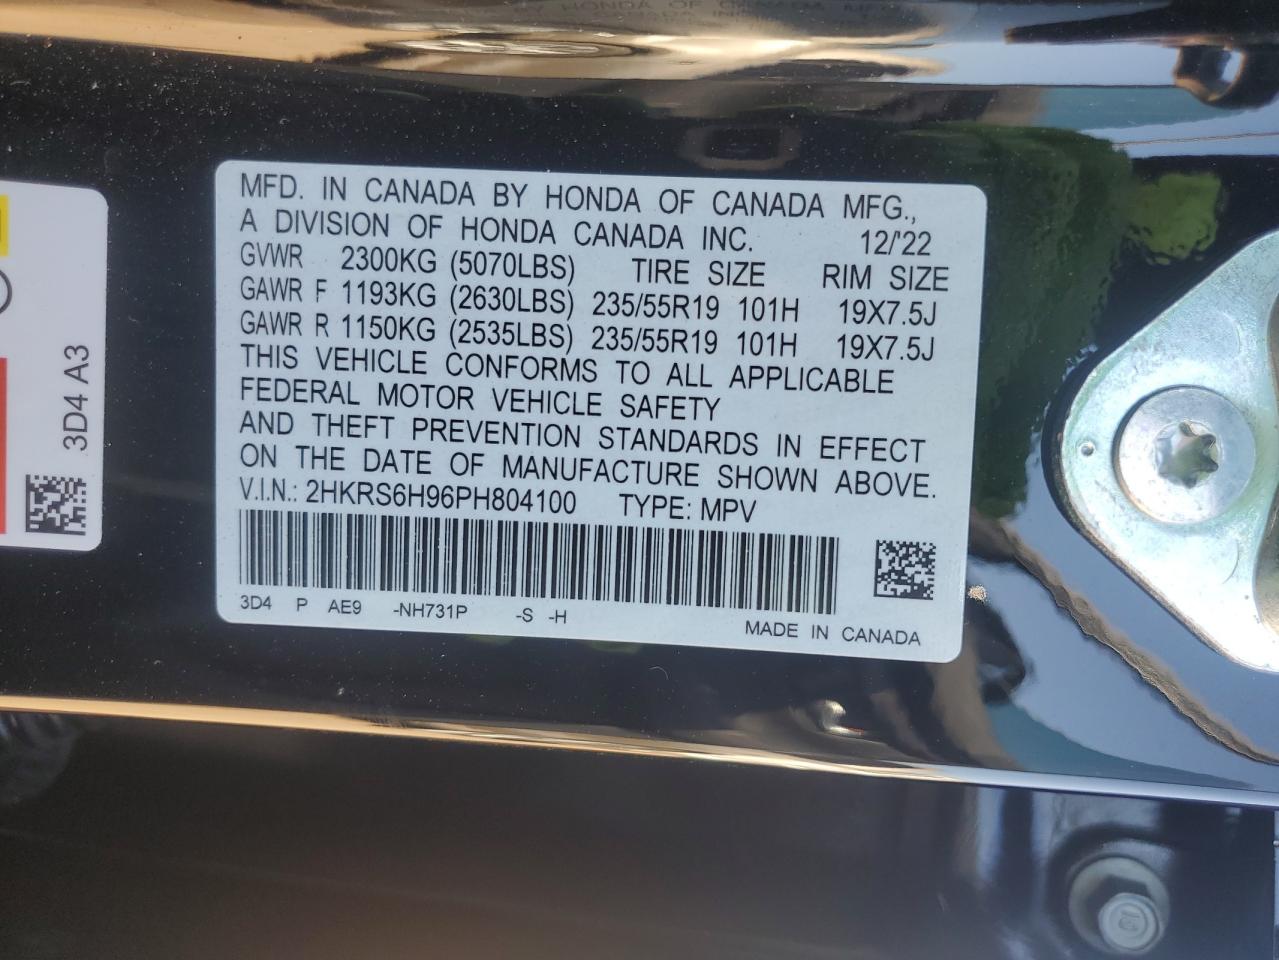 MFD. IN CANADA BY HONDA OF CANADA MFG.,
A DIVISION OF HONDA CANADA INC. 12/'22
GVWR 2300KG (5070LBS) TIRE SIZE RIM SIZE
GAWR F 1193KG (2630LBS) 235/55R19 101H 19X7.5J
GAWR R 1150KG (2535LBS) 235/55R19 101H 19X7.5J
THIS VEHICLE CONFORMS TO ALL APPLICABLE
FEDERAL MOTOR VEHICLE SAFETY
AND THEFT PREVENTION STANDARDS IN EFFECT
ON THE DATE OF MANUFACTURE SHOWN ABOVE.
V.I.N.: 2HKRS6H96PH804100 TYPE: MPV
3D4 P AE9 -NH731P -S -H
MADE IN CANADA
3D4 A3